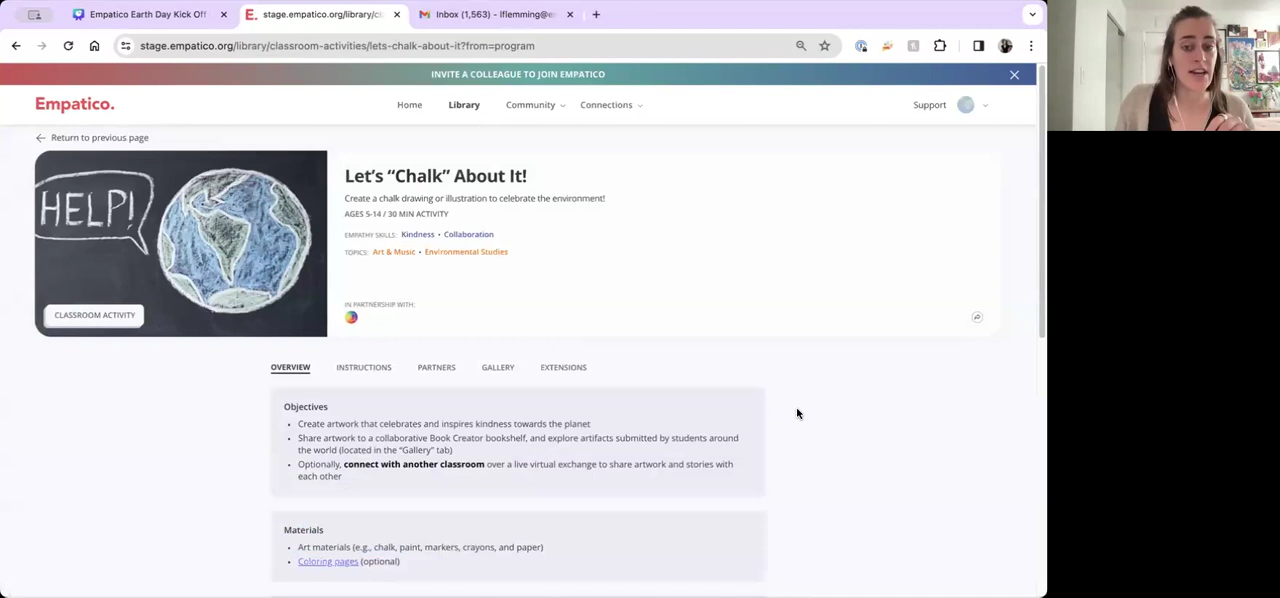 Empatico Earth Day Kick Off
stage.empatico.org/library/cl
Inbox (1,563) - lflemming@e
stage.empatico.org/library/classroom-activities/lets-chalk-about-it?from=program
INVITE A COLLEAGUE TO JOIN EMPATICO
Empatico.
Home
Library
Community
Connections
Support
Return to previous page
HELP!
CLASSROOM ACTIVITY
Let's “Chalk” About It!
Create a chalk drawing or illustration to celebrate the environment!
AGES 5-14 / 30 MIN ACTIVITY
EMPATHY SKILLS: Kindness • Collaboration
TOPICS: Art & Music • Environmental Studies
IN PARTNERSHIP WITH:
OVERVIEW
INSTRUCTIONS
PARTNERS
GALLERY
EXTENSIONS
Objectives
• Create artwork that celebrates and inspires kindness towards the planet
• Share artwork to a collaborative Book Creator bookshelf, and explore artifacts submitted by students around
the world (located in the “Gallery” tab)
• Optionally, connect with another classroom over a live virtual exchange to share artwork and stories with
each other
Materials
• Art materials (e.g., chalk, paint, markers, crayons, and paper)
• Coloring pages (optional)